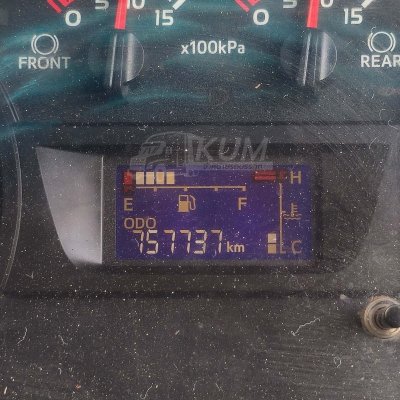 0 5 10 15 0 5 10 15
FRONT x100kPa REAR
KUM
H
E F
ODO
757737 km C